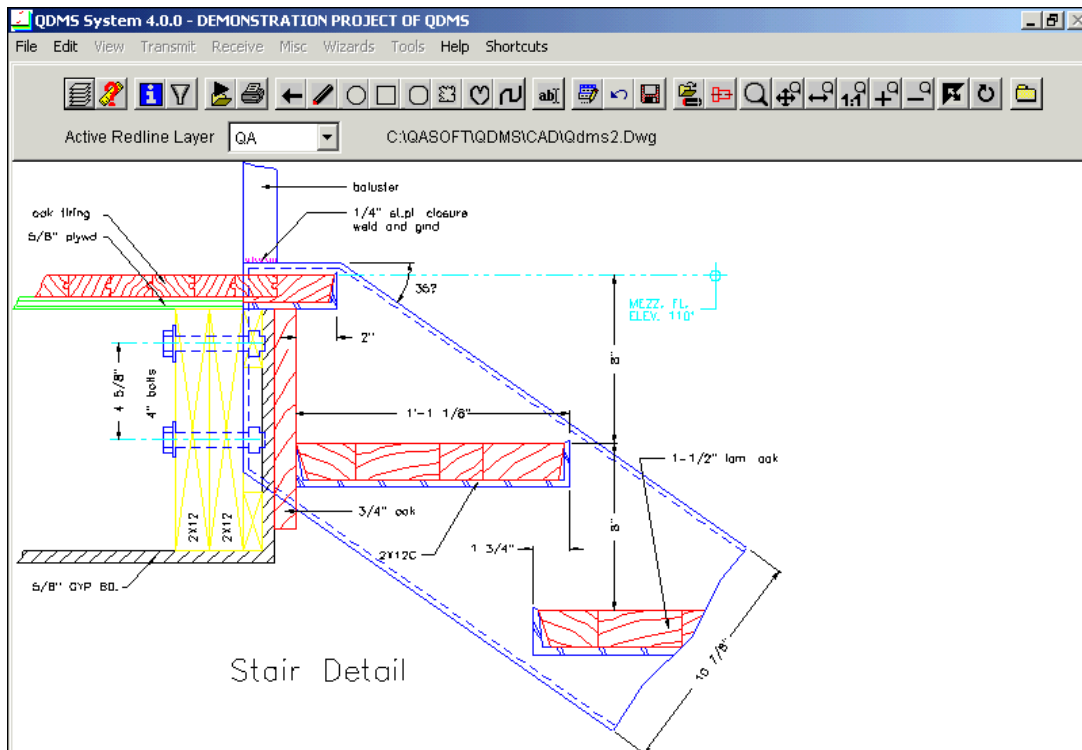 QDMS System 4.0.0 - DEMONSTRATION PROJECT OF QDMS
File Edit View Transmit Receive Misc Wizards Tools Help Shortcuts
ab
1:1
Active Redline Layer QA C:\QASOFT\QDMS\CAD\Qdms2.Dwg
baluster
oak flring
1/4" st.pl. closure
weld and grind
5/8" plywd
36?
MEZZ. FL.
ELEV. 110'
2"
8"
4 5/8"
4" bolts
1'-1 1/8"
1-1/2" lam oak
3/4" oak
8"
2X12
2X12
2X12C
1 3/4"
5/8" GYP BD.
Stair Detail
10 7/8"